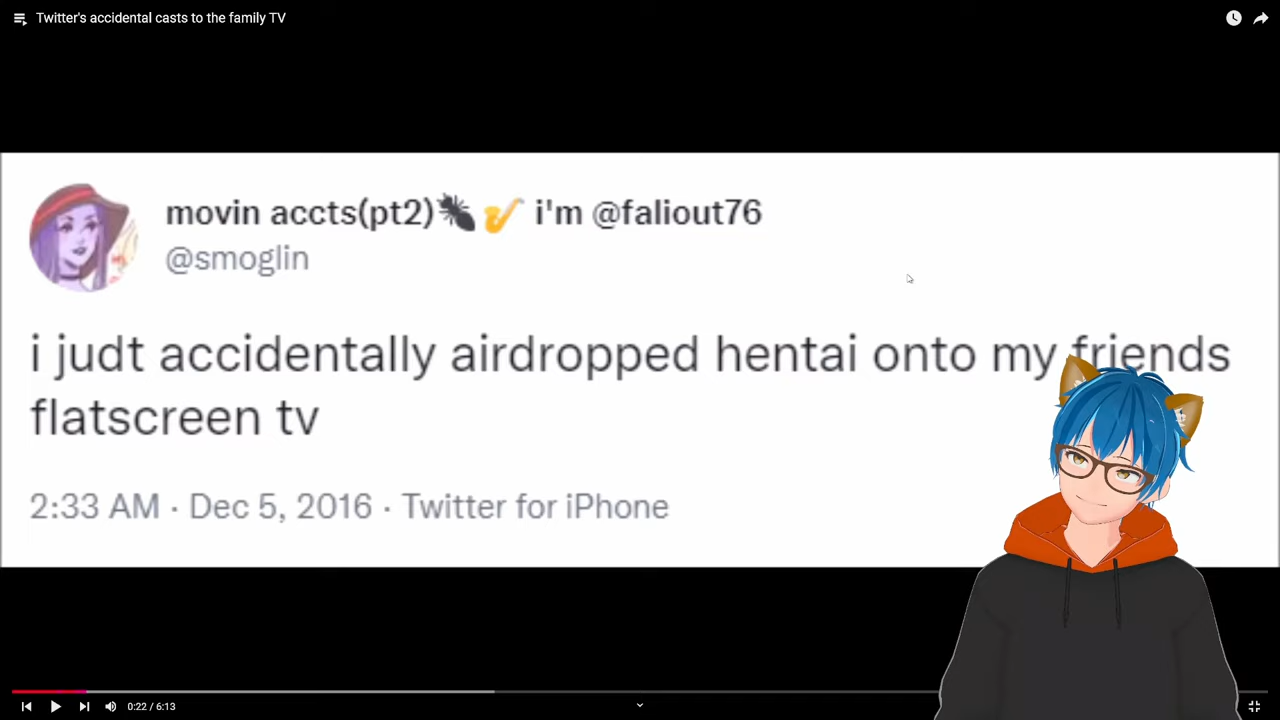 Twitter's accidental casts to the family TV
movin accts(pt2)🐜🎷 i'm @faliout76
@smoglin
i judt accidentally airdropped hentai onto my friends
flatscreen tv
2:33 AM · Dec 5, 2016 · Twitter for iPhone
0:22 / 6:13